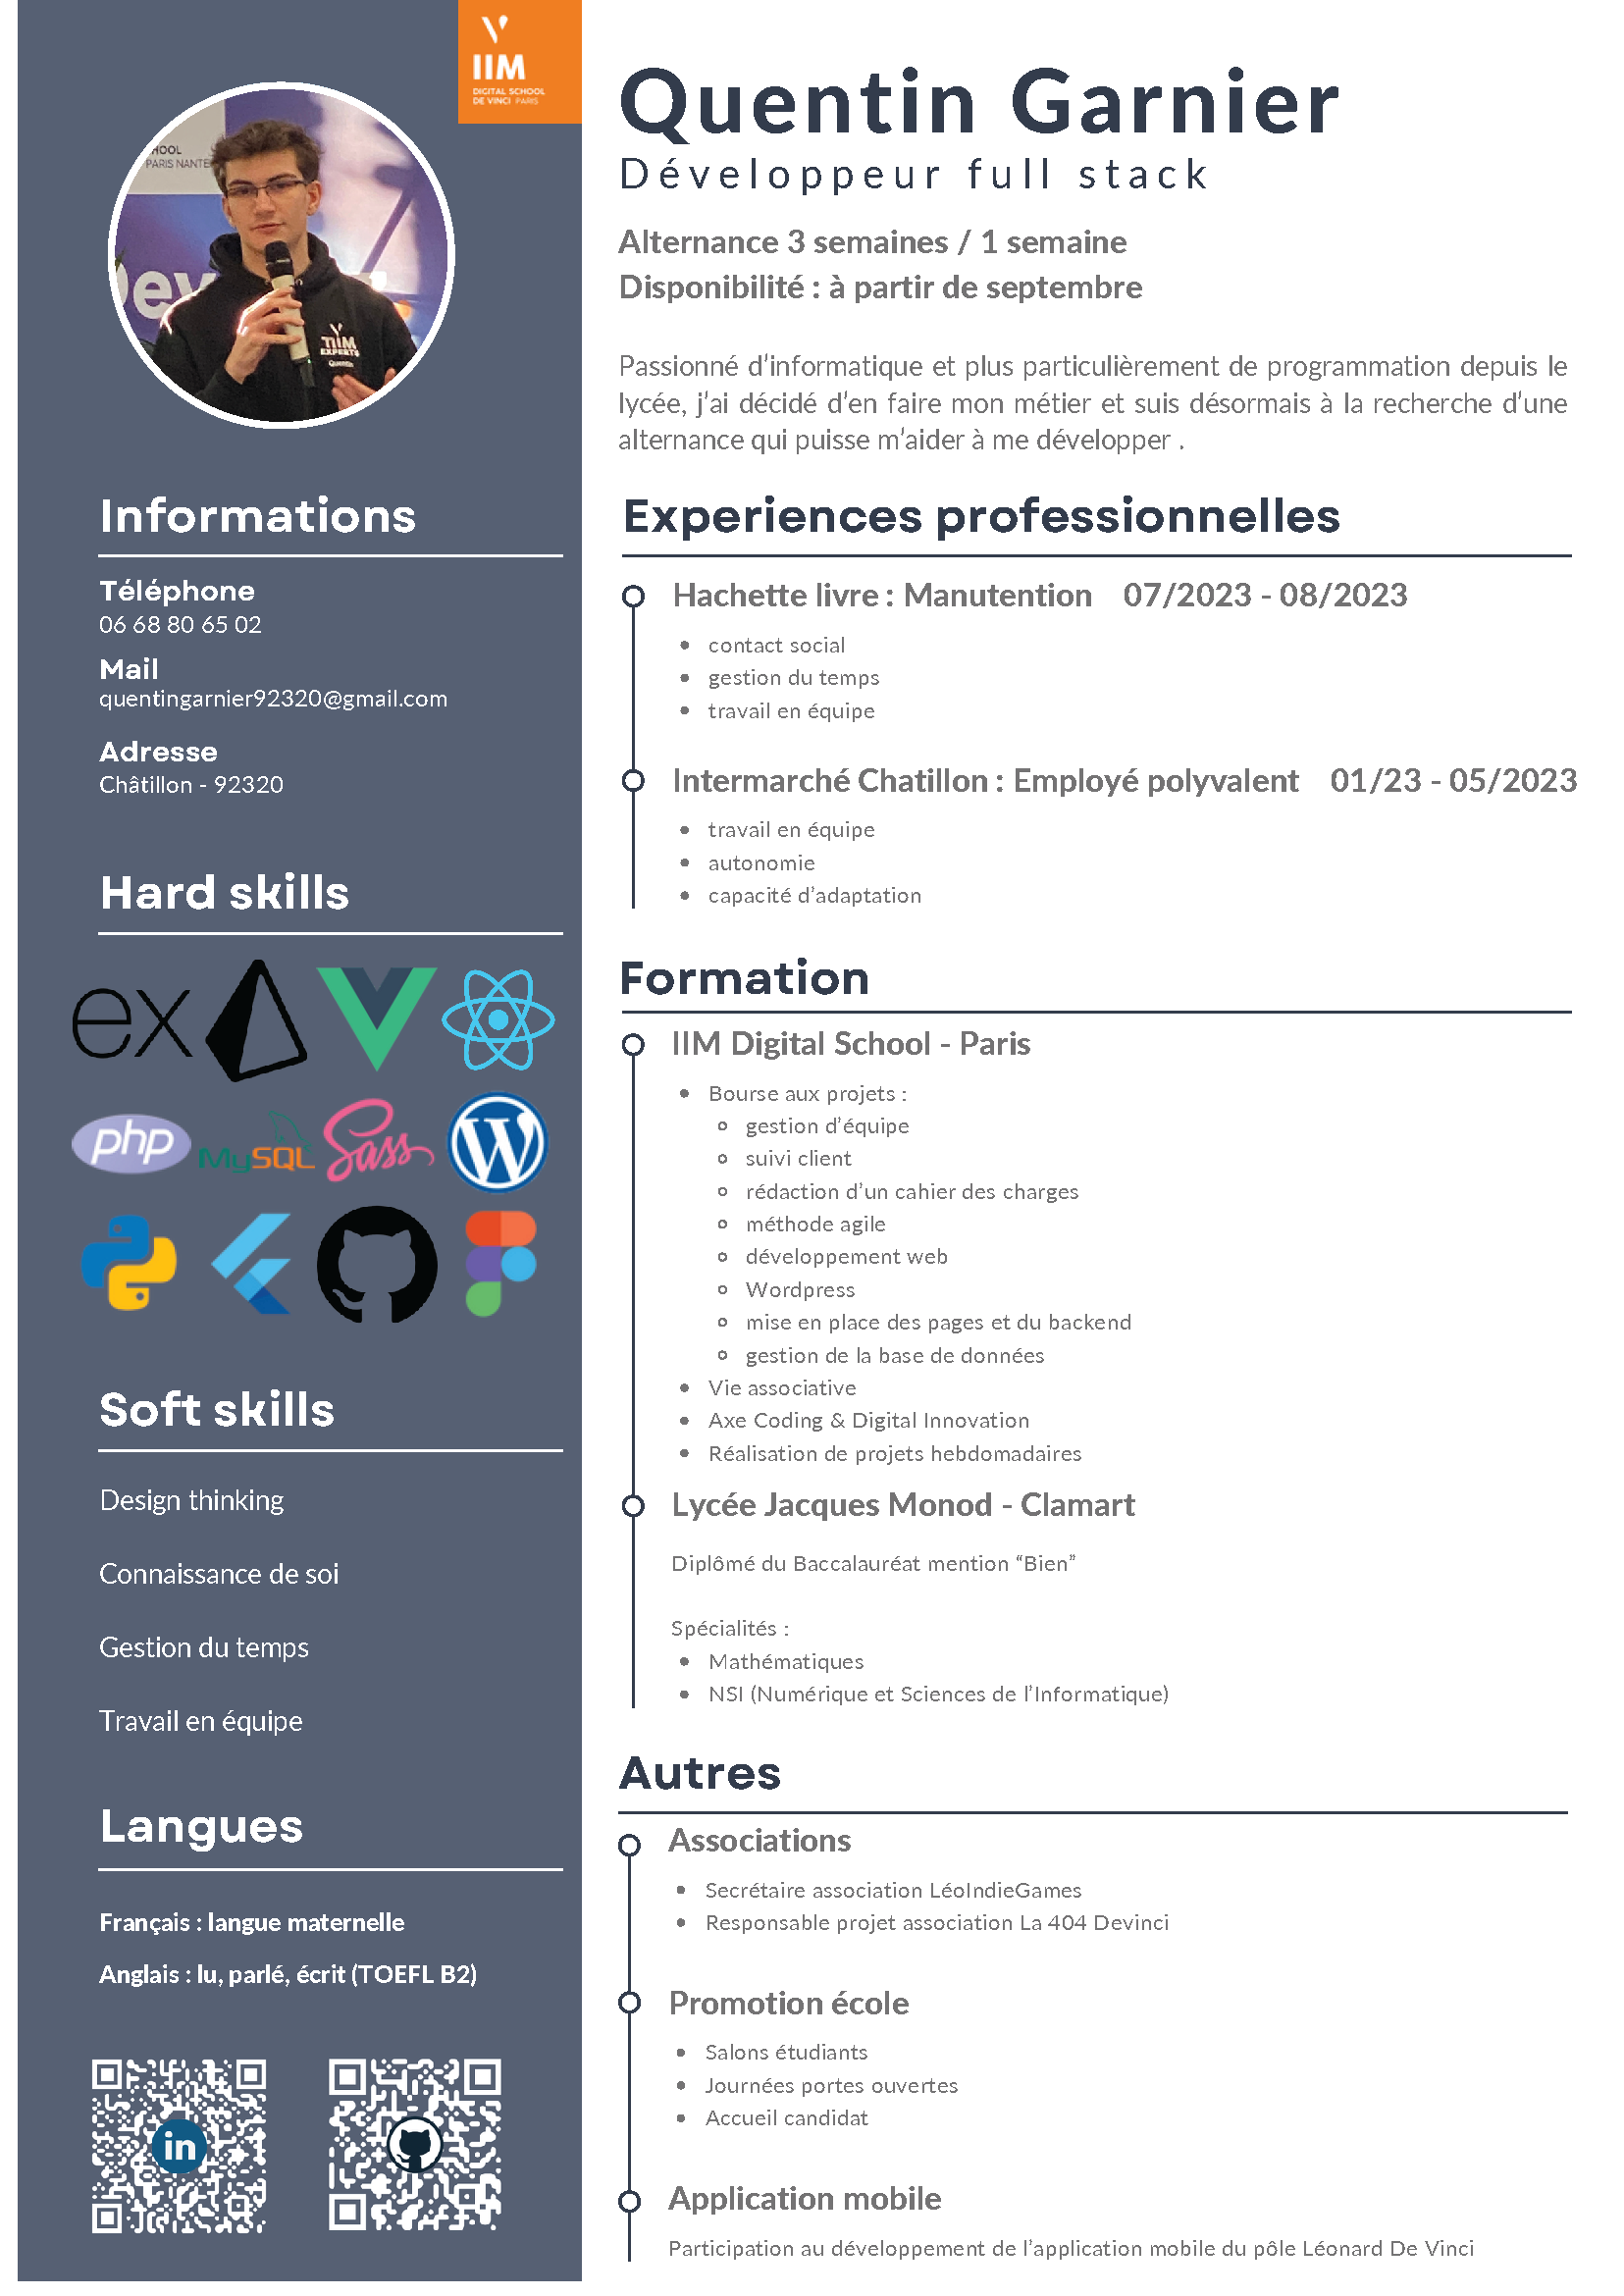 IIM
DIGITAL SCHOOL
DE VINCI PARIS
HOOL
PARIS NANTE
Dev
IIM
EXPERTS
Quentin
Informations
Téléphone
06 68 80 65 02
Mail
quentingarnier92320@gmail.com
Adresse
Châtillon - 92320
Hard skills
ex
php
MySQL
Sass
W
Soft skills
Design thinking
Connaissance de soi
Gestion du temps
Travail en équipe
Langues
Français : langue maternelle
Anglais : lu, parlé, écrit (TOEFL B2)
in
Quentin Garnier
Développeur full stack
Alternance 3 semaines / 1 semaine
Disponibilité : à partir de septembre
Passionné d'informatique et plus particulièrement de programmation depuis le
lycée, j'ai décidé d'en faire mon métier et suis désormais à la recherche d'une
alternance qui puisse m'aider à me développer .
Experiences professionnelles
Hachette livre : Manutention 07/2023 - 08/2023
• contact social
• gestion du temps
• travail en équipe
Intermarché Chatillon : Employé polyvalent 01/23 - 05/2023
• travail en équipe
• autonomie
• capacité d'adaptation
Formation
IIM Digital School - Paris
• Bourse aux projets :
◦ gestion d'équipe
◦ suivi client
◦ rédaction d'un cahier des charges
◦ méthode agile
◦ développement web
◦ Wordpress
◦ mise en place des pages et du backend
◦ gestion de la base de données
• Vie associative
• Axe Coding & Digital Innovation
• Réalisation de projets hebdomadaires
Lycée Jacques Monod - Clamart
Diplômé du Baccalauréat mention “Bien”
Spécialités :
• Mathématiques
• NSI (Numérique et Sciences de l'Informatique)
Autres
Associations
• Secrétaire association LéoIndieGames
• Responsable projet association La 404 Devinci
Promotion école
• Salons étudiants
• Journées portes ouvertes
• Accueil candidat
Application mobile
Participation au développement de l'application mobile du pôle Léonard De Vinci